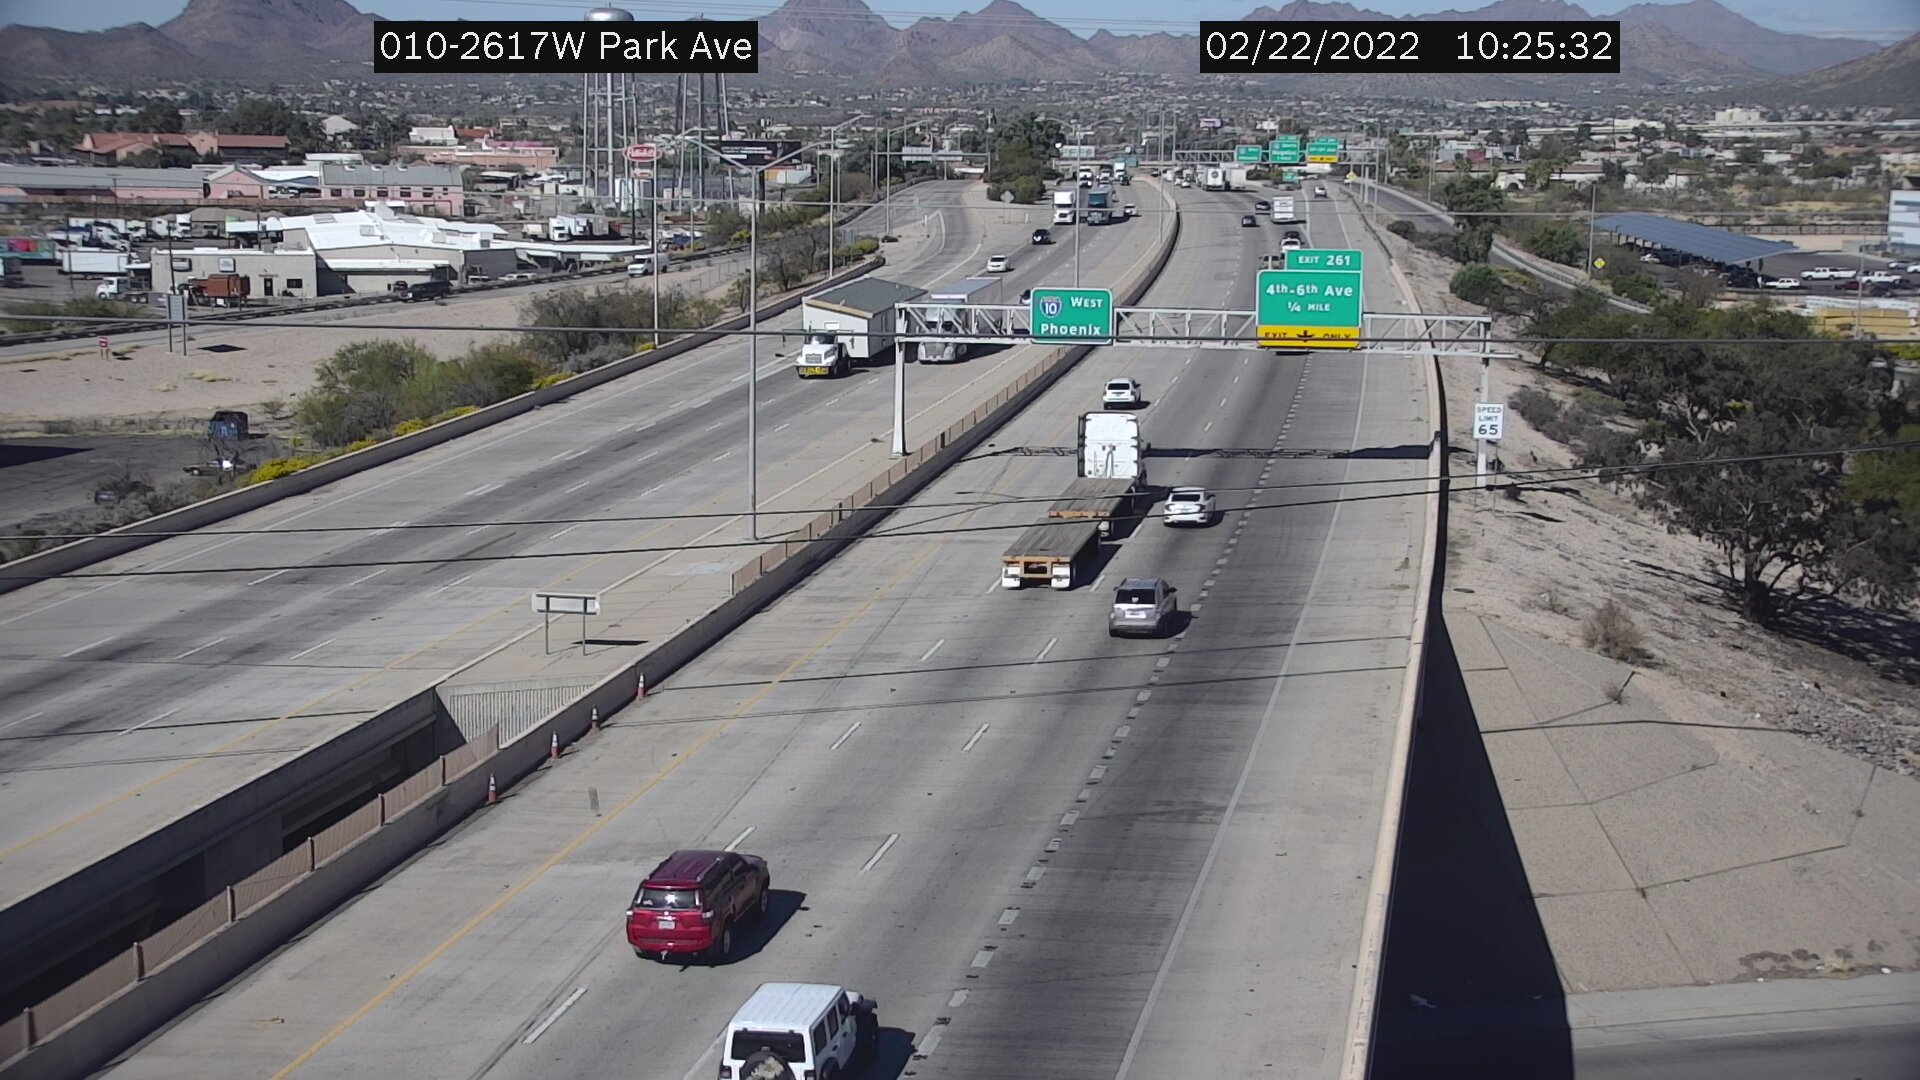 010-2617W Park Ave
02/22/2022 10:25:32
EXIT 261
4th-6th Ave
1/4 MILE
EXIT ONLY
10 WEST
Phoenix
SPEED
LIMIT
65